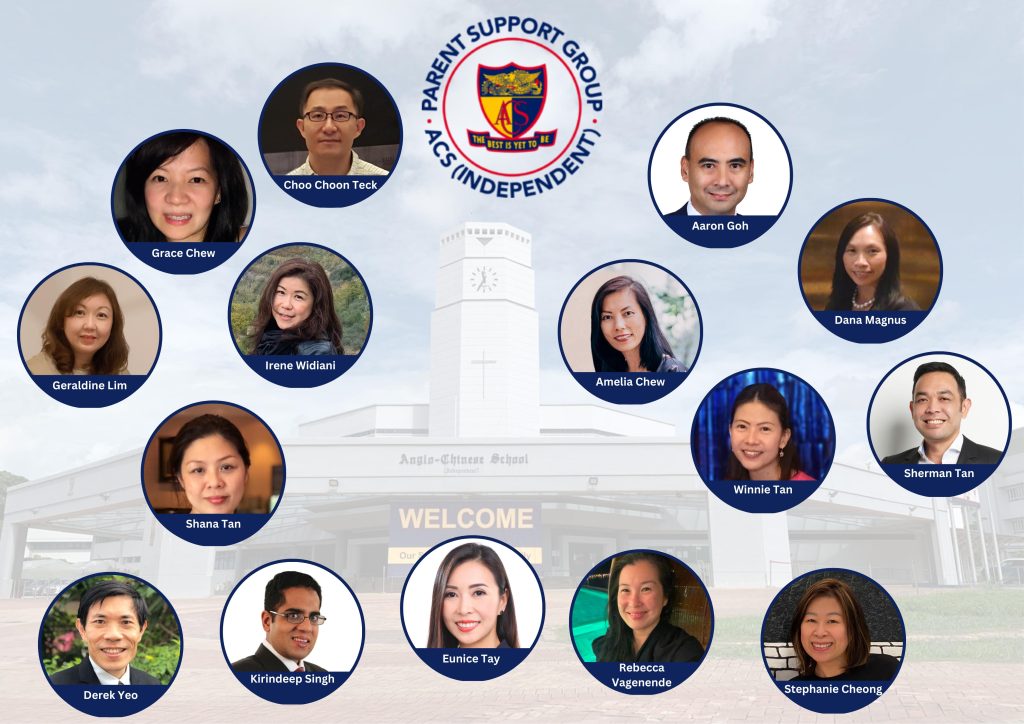 PARENT SUPPORT GROUP
ACS (INDEPENDENT)
ACS
THE BEST IS YET TO BE
Choo Choon Teck
Aaron Goh
Grace Chew
Dana Magnus
Irene Widiani
Amelia Chew
Geraldine Lim
Sherman Tan
Winnie Tan
Shana Tan
Anglo-Chinese School
(Independent)
WELCOME
Our
Eunice Tay
Rebecca
Vagenende
Kirindeep Singh
Derek Yeo
Stephanie Cheong